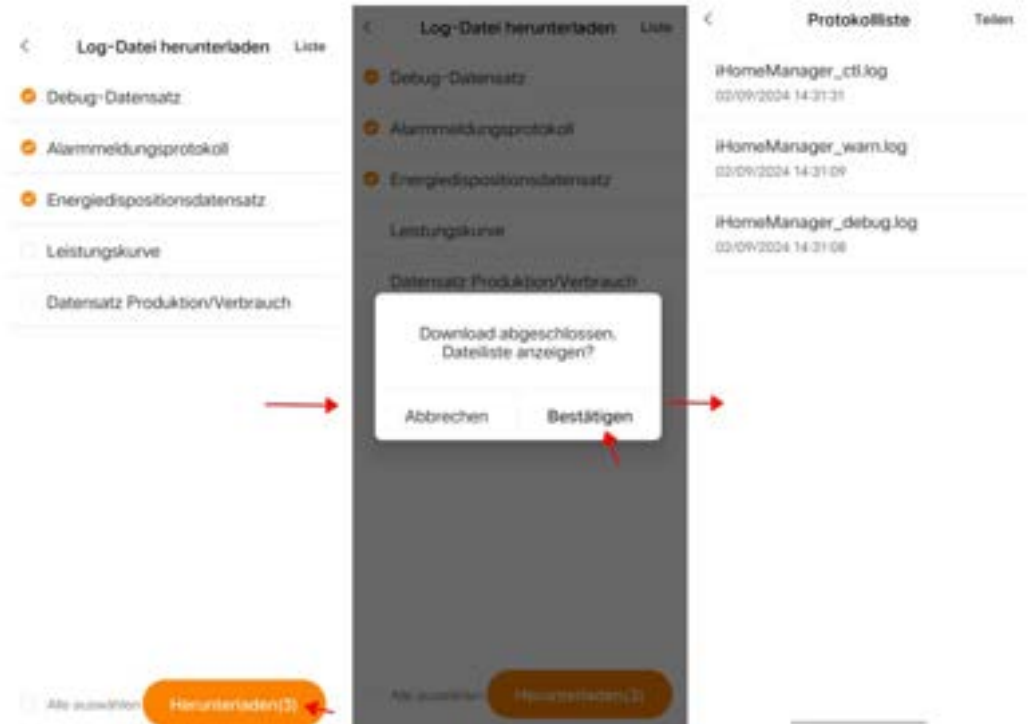 Log-Datei herunterladen Liste
Debug-Datensatz
Alarmmeldungsprotokoll
Energiedispositionsdatensatz
Leistungskurve
Datensatz Produktion/Verbrauch
Alle auswählen Herunterladen(3)
Log-Datei herunterladen Liste
Debug-Datensatz
Alarmmeldungsprotokoll
Energiedispositionsdatensatz
Leistungskurve
Datensatz Produktion/Verbrauch
Download abgeschlossen.
Dateiliste anzeigen?
Abbrechen Bestätigen
Alle auswählen Herunterladen(3)
Protokollliste Teilen
iHomeManager_ctl.log
02/09/2024 14:31:31
iHomeManager_warn.log
02/09/2024 14:31:09
iHomeManager_debug.log
02/09/2024 14:31:08